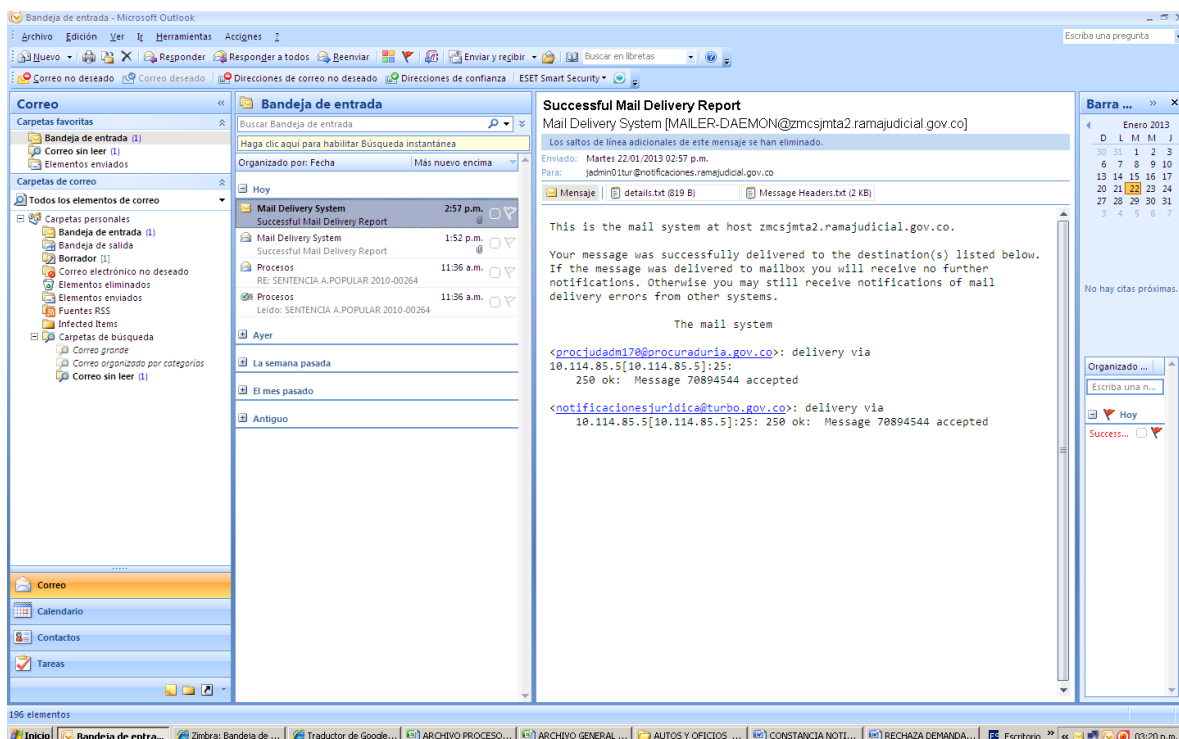 Bandeja de entrada - Microsoft Outlook
Archivo Edición Ver Ir Herramientas Acciones ?
Escriba una pregunta
Nuevo Responder Responder a todos Reenviar Enviar y recibir Buscar en libretas
Correo no deseado Correo deseado Direcciones de correo no deseado Direcciones de confianza ESET Smart Security
Correo
Carpetas favoritas
Bandeja de entrada (1)
Correo sin leer (1)
Elementos enviados
Carpetas de correo
Todos los elementos de correo
Carpetas personales
Bandeja de entrada (1)
Bandeja de salida
Borrador [1]
Correo electrónico no deseado
Elementos eliminados
Elementos enviados
Fuentes RSS
Infected Items
Carpetas de búsqueda
Correo grande
Correo organizado por categorías
Correo sin leer (1)
Correo
Calendario
Contactos
Tareas
196 elementos
Bandeja de entrada
Buscar Bandeja de entrada
Haga clic aquí para habilitar Búsqueda instantánea
Organizado por: Fecha Más nuevo encima
Hoy
Mail Delivery System 2:57 p.m.
Successful Mail Delivery Report
Mail Delivery System 1:52 p.m.
Successful Mail Delivery Report
Procesos 11:36 a.m.
RE: SENTENCIA A.POPULAR 2010-00264
Procesos 11:36 a.m.
Leído: SENTENCIA A.POPULAR 2010-00264
Ayer
La semana pasada
El mes pasado
Antiguo
Successful Mail Delivery Report
Mail Delivery System [MAILER-DAEMON@zmcsjmta2.ramajudicial.gov.co]
Los saltos de línea adicionales de este mensaje se han eliminado.
Enviado: Martes 22/01/2013 02:57 p.m.
Para: jadmin01tur@notificaciones.ramajudicial.gov.co
Mensaje details.txt (819 B) Message Headers.txt (2 KB)
This is the mail system at host zmcsjmta2.ramajudicial.gov.co.
Your message was successfully delivered to the destination(s) listed below.
If the message was delivered to mailbox you will receive no further
notifications. Otherwise you may still receive notifications of mail
delivery errors from other systems.
The mail system
<procjudadm170@procuraduria.gov.co>: delivery via
10.114.85.5[10.114.85.5]:25:
250 ok: Message 70894544 accepted
<notificacionesjuridica@turbo.gov.co>: delivery via
10.114.85.5[10.114.85.5]:25: 250 ok: Message 70894544 accepted
Barra ...
Enero 2013
D L M M J
30 31 1 2 3
6 7 8 9 10
13 14 15 16 17
20 21 22 23 24
27 28 29 30 31
3 4 5 6 7
No hay citas próximas.
Organizado ...
Escriba una n...
Hoy
Success...
Inicio Bandeja de entra... Zimbra: Bandeja de ... Traductor de Google... ARCHIVO PROCESO... ARCHIVO GENERAL ... AUTOS Y OFICIOS ... CONSTANCIA NOTI... RECHAZA DEMANDA... ES Escritorio 03:20 p.m.